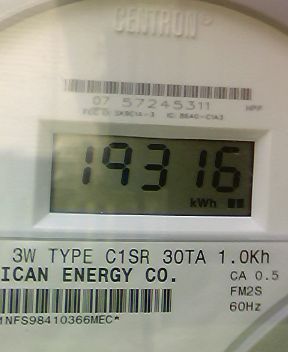 CENTRON
07 57245311
19316
kWh
3W TYPE C1SR 30TA 1.0Kh
ICAN ENERGY CO.
CA 0.5
FM2S
60Hz
NFS98410366MEC*